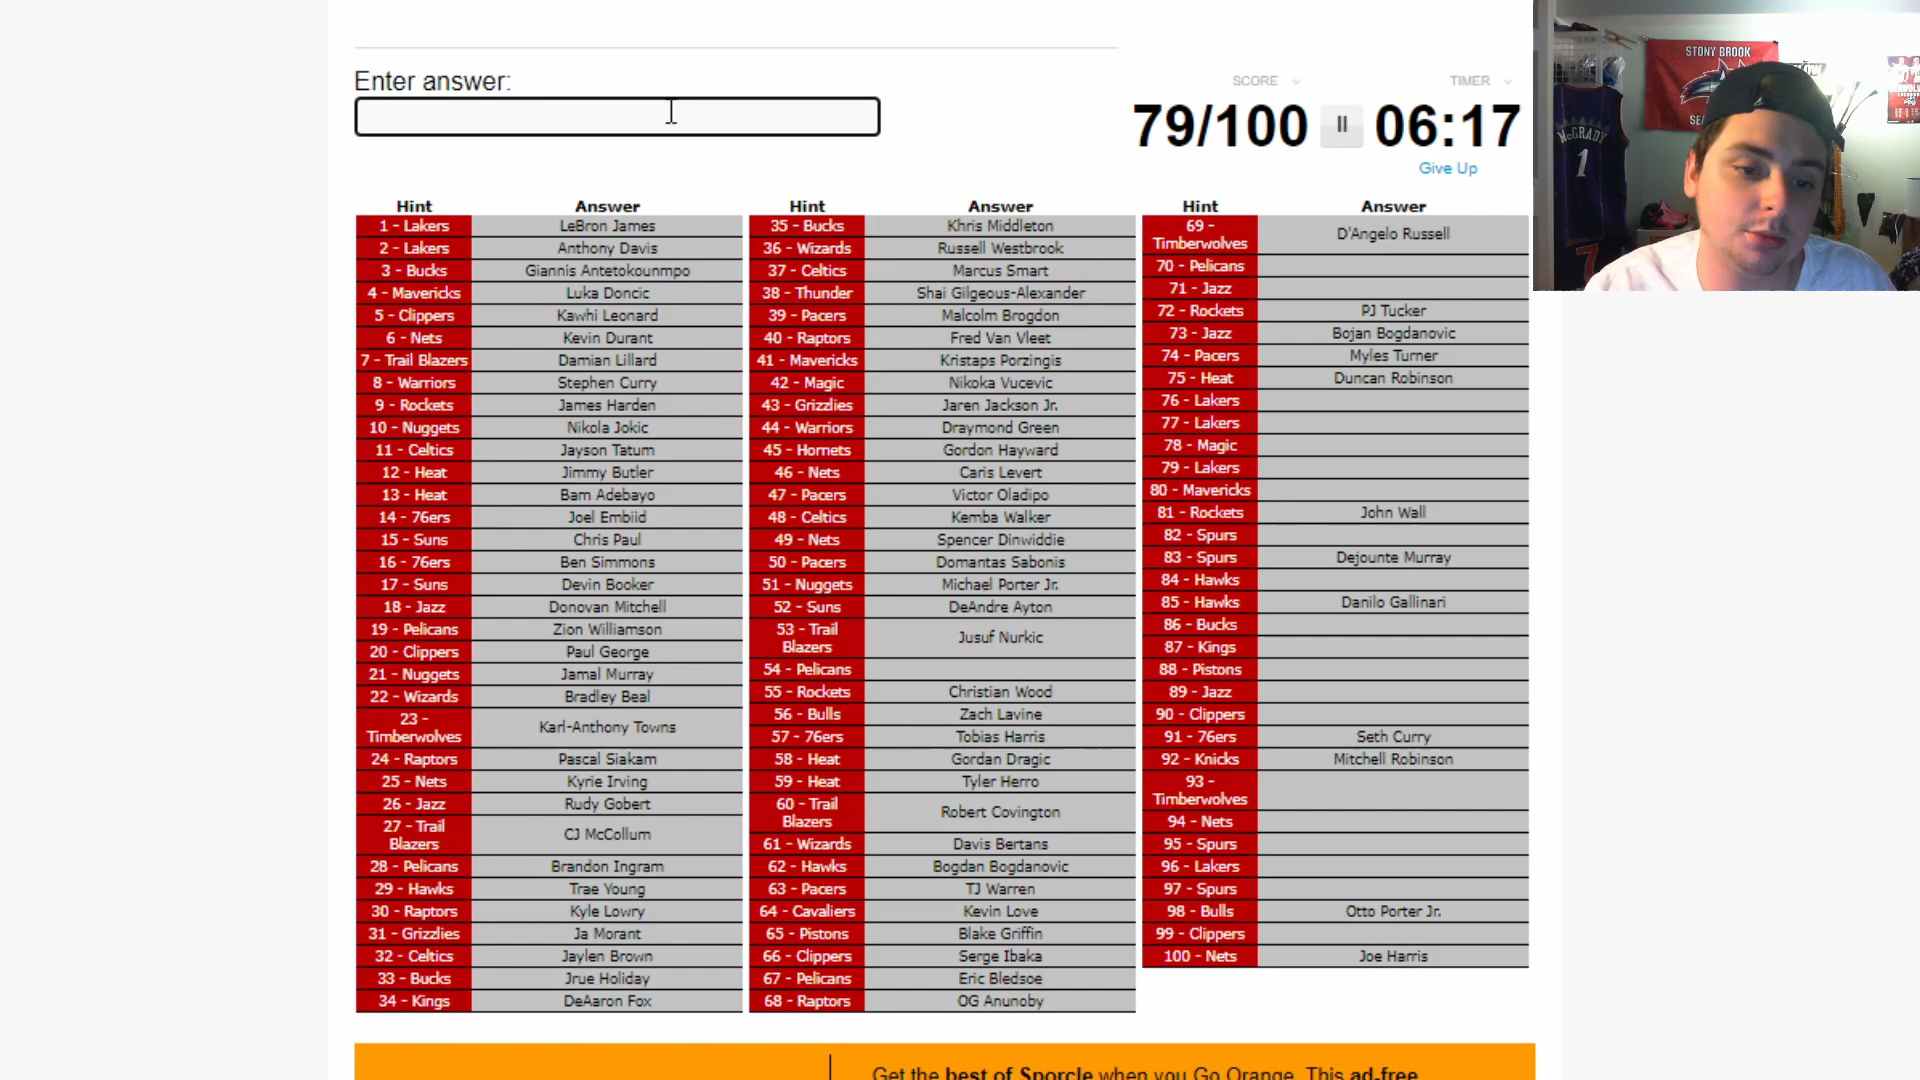 Enter answer:
SCORE
TIMER
79/100
06:17
Give Up
Hint Answer
1 - Lakers LeBron James
2 - Lakers Anthony Davis
3 - Bucks Giannis Antetokounmpo
4 - Mavericks Luka Doncic
5 - Clippers Kawhi Leonard
6 - Nets Kevin Durant
7 - Trail Blazers Damian Lillard
8 - Warriors Stephen Curry
9 - Rockets James Harden
10 - Nuggets Nikola Jokic
11 - Celtics Jayson Tatum
12 - Heat Jimmy Butler
13 - Heat Bam Adebayo
14 - 76ers Joel Embiid
15 - Suns Chris Paul
16 - 76ers Ben Simmons
17 - Suns Devin Booker
18 - Jazz Donovan Mitchell
19 - Pelicans Zion Williamson
20 - Clippers Paul George
21 - Nuggets Jamal Murray
22 - Wizards Bradley Beal
23 -
Timberwolves Karl-Anthony Towns
24 - Raptors Pascal Siakam
25 - Nets Kyrie Irving
26 - Jazz Rudy Gobert
27 - Trail
Blazers CJ McCollum
28 - Pelicans Brandon Ingram
29 - Hawks Trae Young
30 - Raptors Kyle Lowry
31 - Grizzlies Ja Morant
32 - Celtics Jaylen Brown
33 - Bucks Jrue Holiday
34 - Kings DeAaron Fox
Hint Answer
35 - Bucks Khris Middleton
36 - Wizards Russell Westbrook
37 - Celtics Marcus Smart
38 - Thunder Shai Gilgeous-Alexander
39 - Pacers Malcolm Brogdon
40 - Raptors Fred Van Vleet
41 - Mavericks Kristaps Porzingis
42 - Magic Nikoka Vucevic
43 - Grizzlies Jaren Jackson Jr.
44 - Warriors Draymond Green
45 - Hornets Gordon Hayward
46 - Nets Caris Levert
47 - Pacers Victor Oladipo
48 - Celtics Kemba Walker
49 - Nets Spencer Dinwiddie
50 - Pacers Domantas Sabonis
51 - Nuggets Michael Porter Jr.
52 - Suns DeAndre Ayton
53 - Trail
Blazers Jusuf Nurkic
54 - Pelicans
55 - Rockets Christian Wood
56 - Bulls Zach Lavine
57 - 76ers Tobias Harris
58 - Heat Gordan Dragic
59 - Heat Tyler Herro
60 - Trail
Blazers Robert Covington
61 - Wizards Davis Bertans
62 - Hawks Bogdan Bogdanovic
63 - Pacers TJ Warren
64 - Cavaliers Kevin Love
65 - Pistons Blake Griffin
66 - Clippers Serge Ibaka
67 - Pelicans Eric Bledsoe
68 - Raptors OG Anunoby
Hint Answer
69 -
Timberwolves D'Angelo Russell
70 - Pelicans
71 - Jazz
72 - Rockets PJ Tucker
73 - Jazz Bojan Bogdanovic
74 - Pacers Myles Turner
75 - Heat Duncan Robinson
76 - Lakers
77 - Lakers
78 - Magic
79 - Lakers
80 - Mavericks
81 - Rockets John Wall
82 - Spurs
83 - Spurs Dejounte Murray
84 - Hawks
85 - Hawks Danilo Gallinari
86 - Bucks
87 - Kings
88 - Pistons
89 - Jazz
90 - Clippers
91 - 76ers Seth Curry
92 - Knicks Mitchell Robinson
93 -
Timberwolves
94 - Nets
95 - Spurs
96 - Lakers
97 - Spurs
98 - Bulls Otto Porter Jr.
99 - Clippers
100 - Nets Joe Harris
Get the best of Sporcle when you Go Orange. This ad-free
STONY BROOK
McGRADY
1